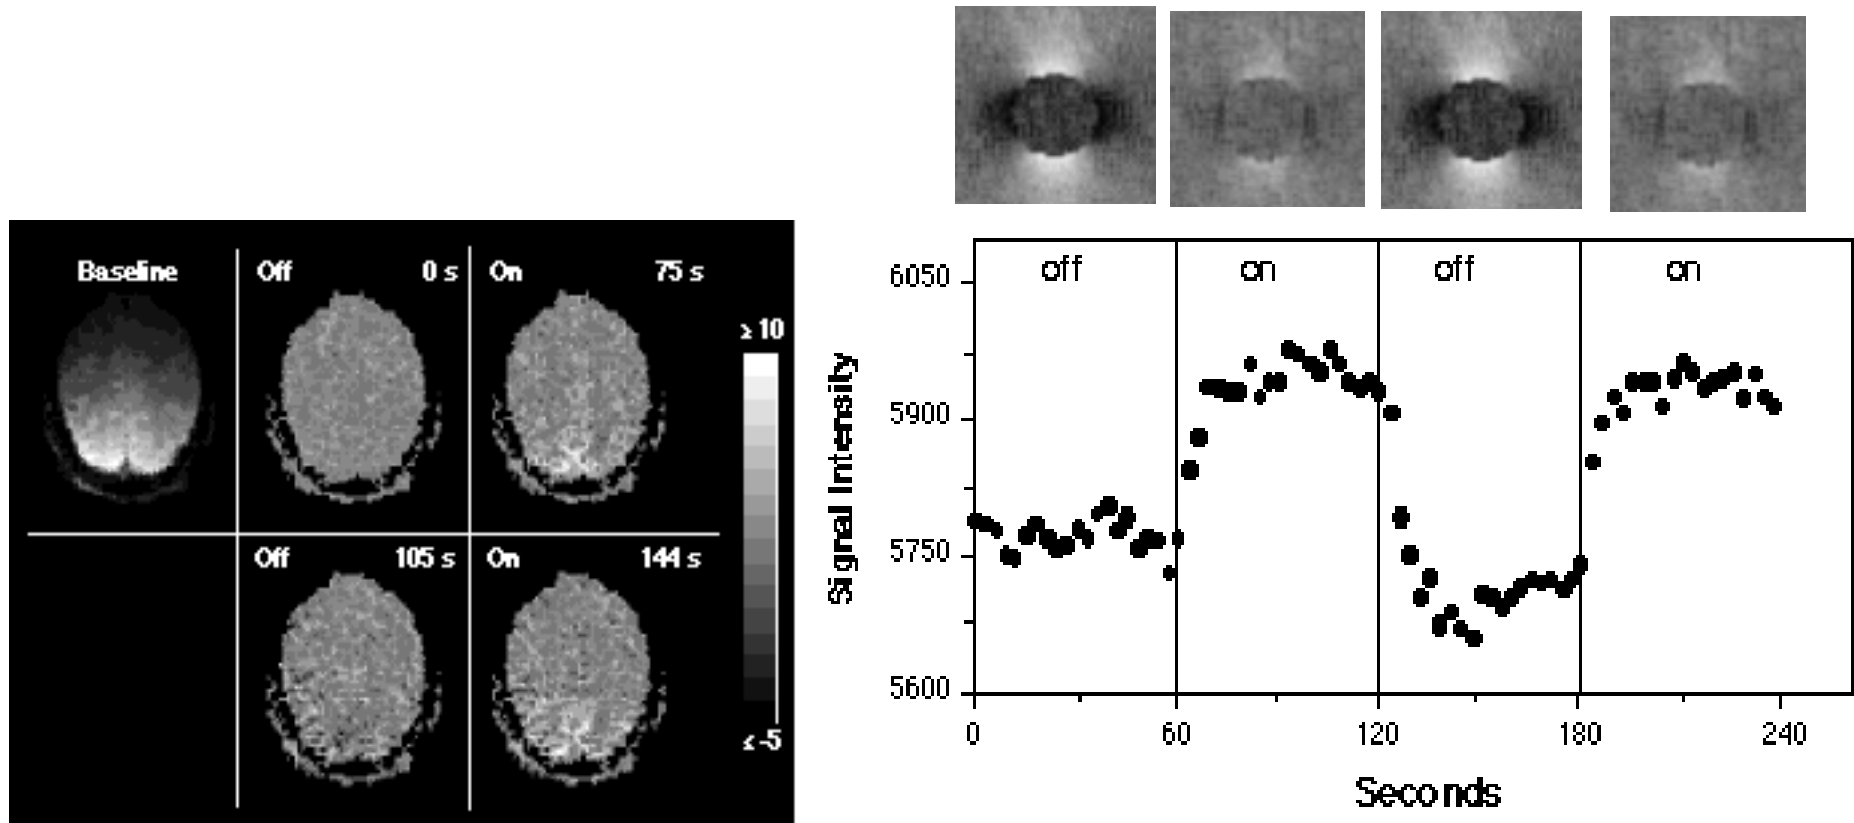 Baseline
Off 0 s
On 75 s
≥ 10
Off 105 s
On 144 s
≤ -5
off on off on
6050
5900
5750
5600
Signal Intensity
0 60 120 180 240
Seconds